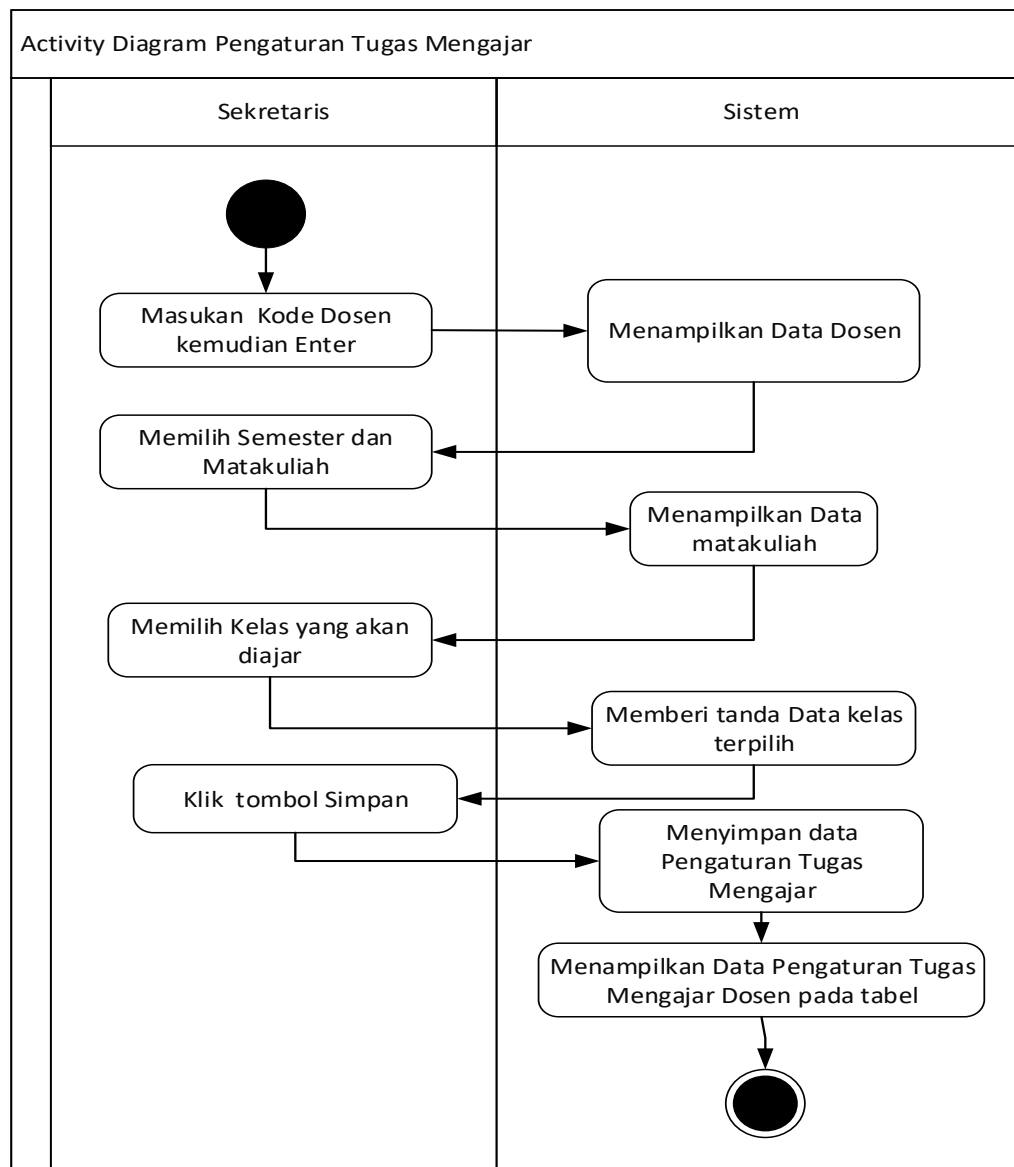 Activity Diagram Pengaturan Tugas Mengajar
Sekretaris
Sistem
Masukan Kode Dosen
kemudian Enter
Menampilkan Data Dosen
Memilih Semester dan
Matakuliah
Menampilkan Data
matakuliah
Memilih Kelas yang akan
diajar
Memberi tanda Data kelas
terpilih
Klik tombol Simpan
Menyimpan data
Pengaturan Tugas
Mengajar
Menampilkan Data Pengaturan Tugas
Mengajar Dosen pada tabel